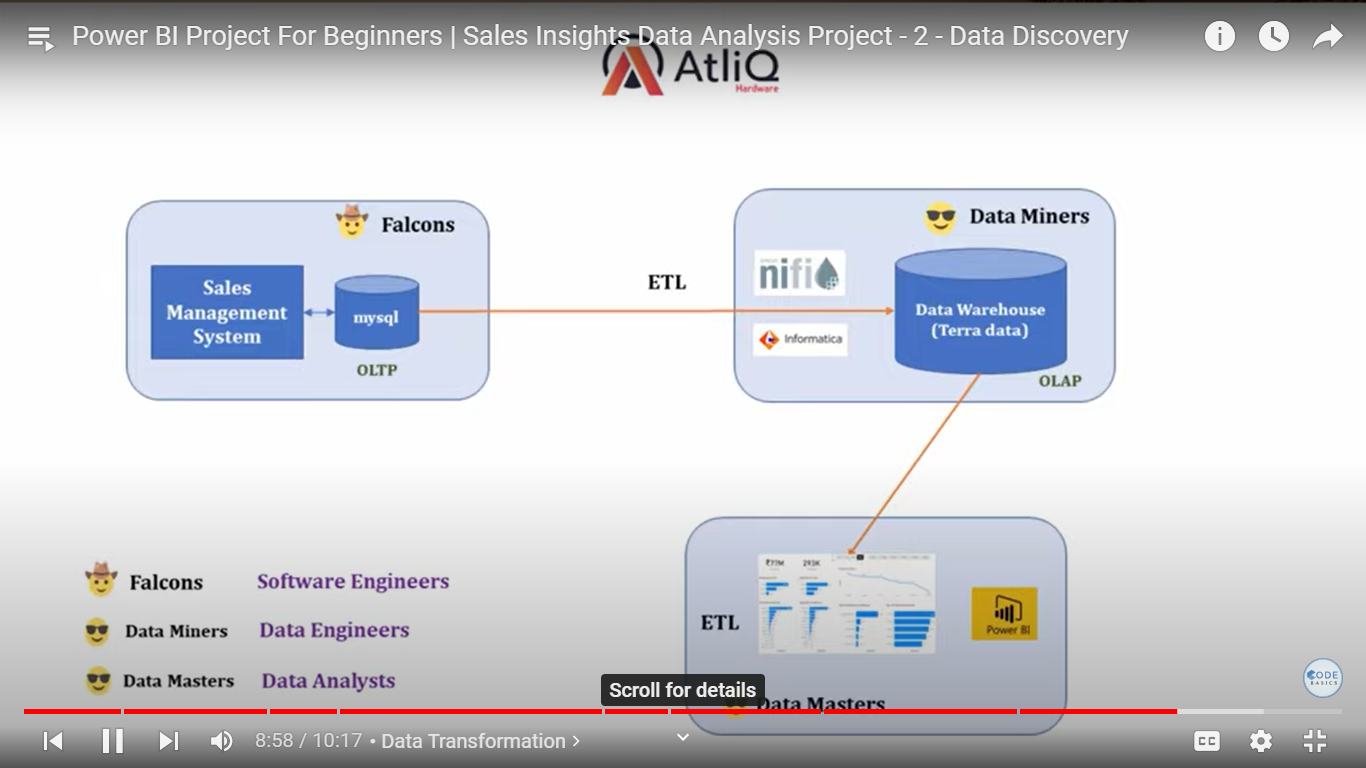 Power BI Project For Beginners | Sales Insights Data Analysis Project - 2 - Data Discovery
AtliQ
Hardware
Falcons
Sales
Management
System
mysql
OLTP
ETL
Data Miners
nifi
Informatica
Data Warehouse
(Terra data)
OLAP
Falcons Software Engineers
Data Miners Data Engineers
Data Masters Data Analysts
ETL
₹77M
293K
Power BI
Data Masters
CODE
BASICS
Scroll for details
8:58 / 10:17 • Data Transformation >
CC